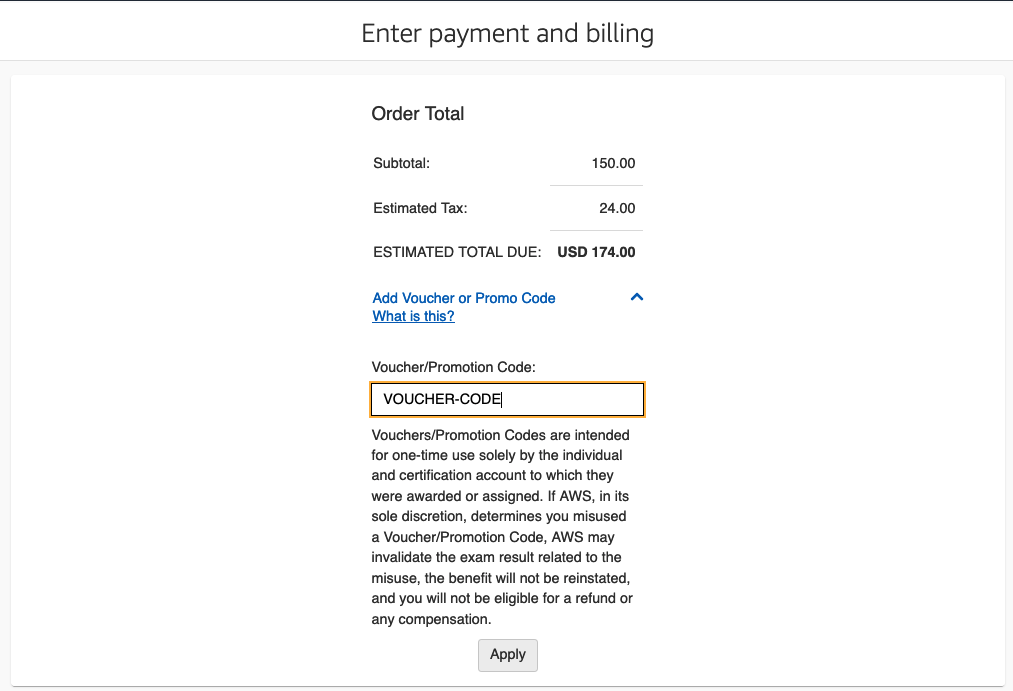 Enter payment and billing
Order Total
Subtotal: 150.00
Estimated Tax: 24.00
ESTIMATED TOTAL DUE: USD 174.00
Add Voucher or Promo Code
What is this?
Voucher/Promotion Code:
VOUCHER-CODE
Vouchers/Promotion Codes are intended
for one-time use solely by the individual
and certification account to which they
were awarded or assigned. If AWS, in its
sole discretion, determines you misused
a Voucher/Promotion Code, AWS may
invalidate the exam result related to the
misuse, the benefit will not be reinstated,
and you will not be eligible for a refund or
any compensation.
Apply